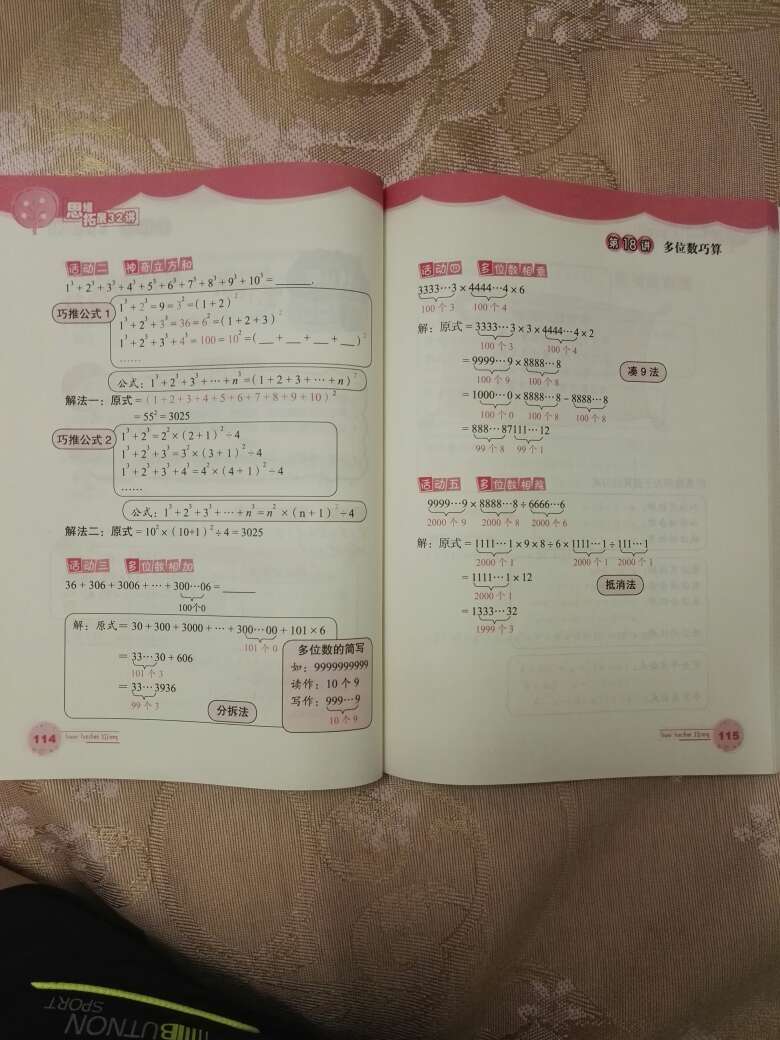 思维
拓展32讲
活动二 神奇立方和
1³+2³+3³+4³+5³+6³+7³+8³+9³+10³=______.
巧推公式1
1³+2³=9=3²=(1+2)²
1³+2³+3³=36=6²=(1+2+3)²
1³+2³+3³+4³=100=10²=(__+__+__+__)²
……
公式:1³+2³+3³+…+n³=(1+2+3+…+n)²
解法一:原式=(1+2+3+4+5+6+7+8+9+10)²
=55²=3025
巧推公式2
1³+2³=2²×(2+1)²÷4
1³+2³+3³=3²×(3+1)²÷4
1³+2³+3³+4³=4²×(4+1)²÷4
……
公式:1³+2³+3³+…+n³=n²×(n+1)²÷4
解法二:原式=10²×(10+1)²÷4=3025
活动三 多位数相加
36+306+3006+…+300…06=______
100个0
解:原式=30+300+3000+…+300…00+101×6
101个0
=33…30+606
101个3
=33…3936
99个3
分拆法
多位数的简写
如:9999999999
读作:10个9
写作:999…9
10个9
114
第18讲 多位数巧算
活动四 多位数相乘
3333…3×4444…4×6
100个3 100个4
解:原式=3333…3×3×4444…4×2
100个3 100个4
=9999…9×8888…8
100个9 100个8
凑9法
=1000…0×8888…8-8888…8
100个0 100个8 100个8
=888…87111…12
99个8 99个1
活动五 多位数相除
9999…9×8888…8÷6666…6
2000个9 2000个8 2000个6
解:原式=1111…1×9×8÷6×1111…1÷111…1
2000个1 2000个1 2000个1
=1111…1×12
2000个1
抵消法
=1333…32
1999个3
115
BUTNON
SPORT